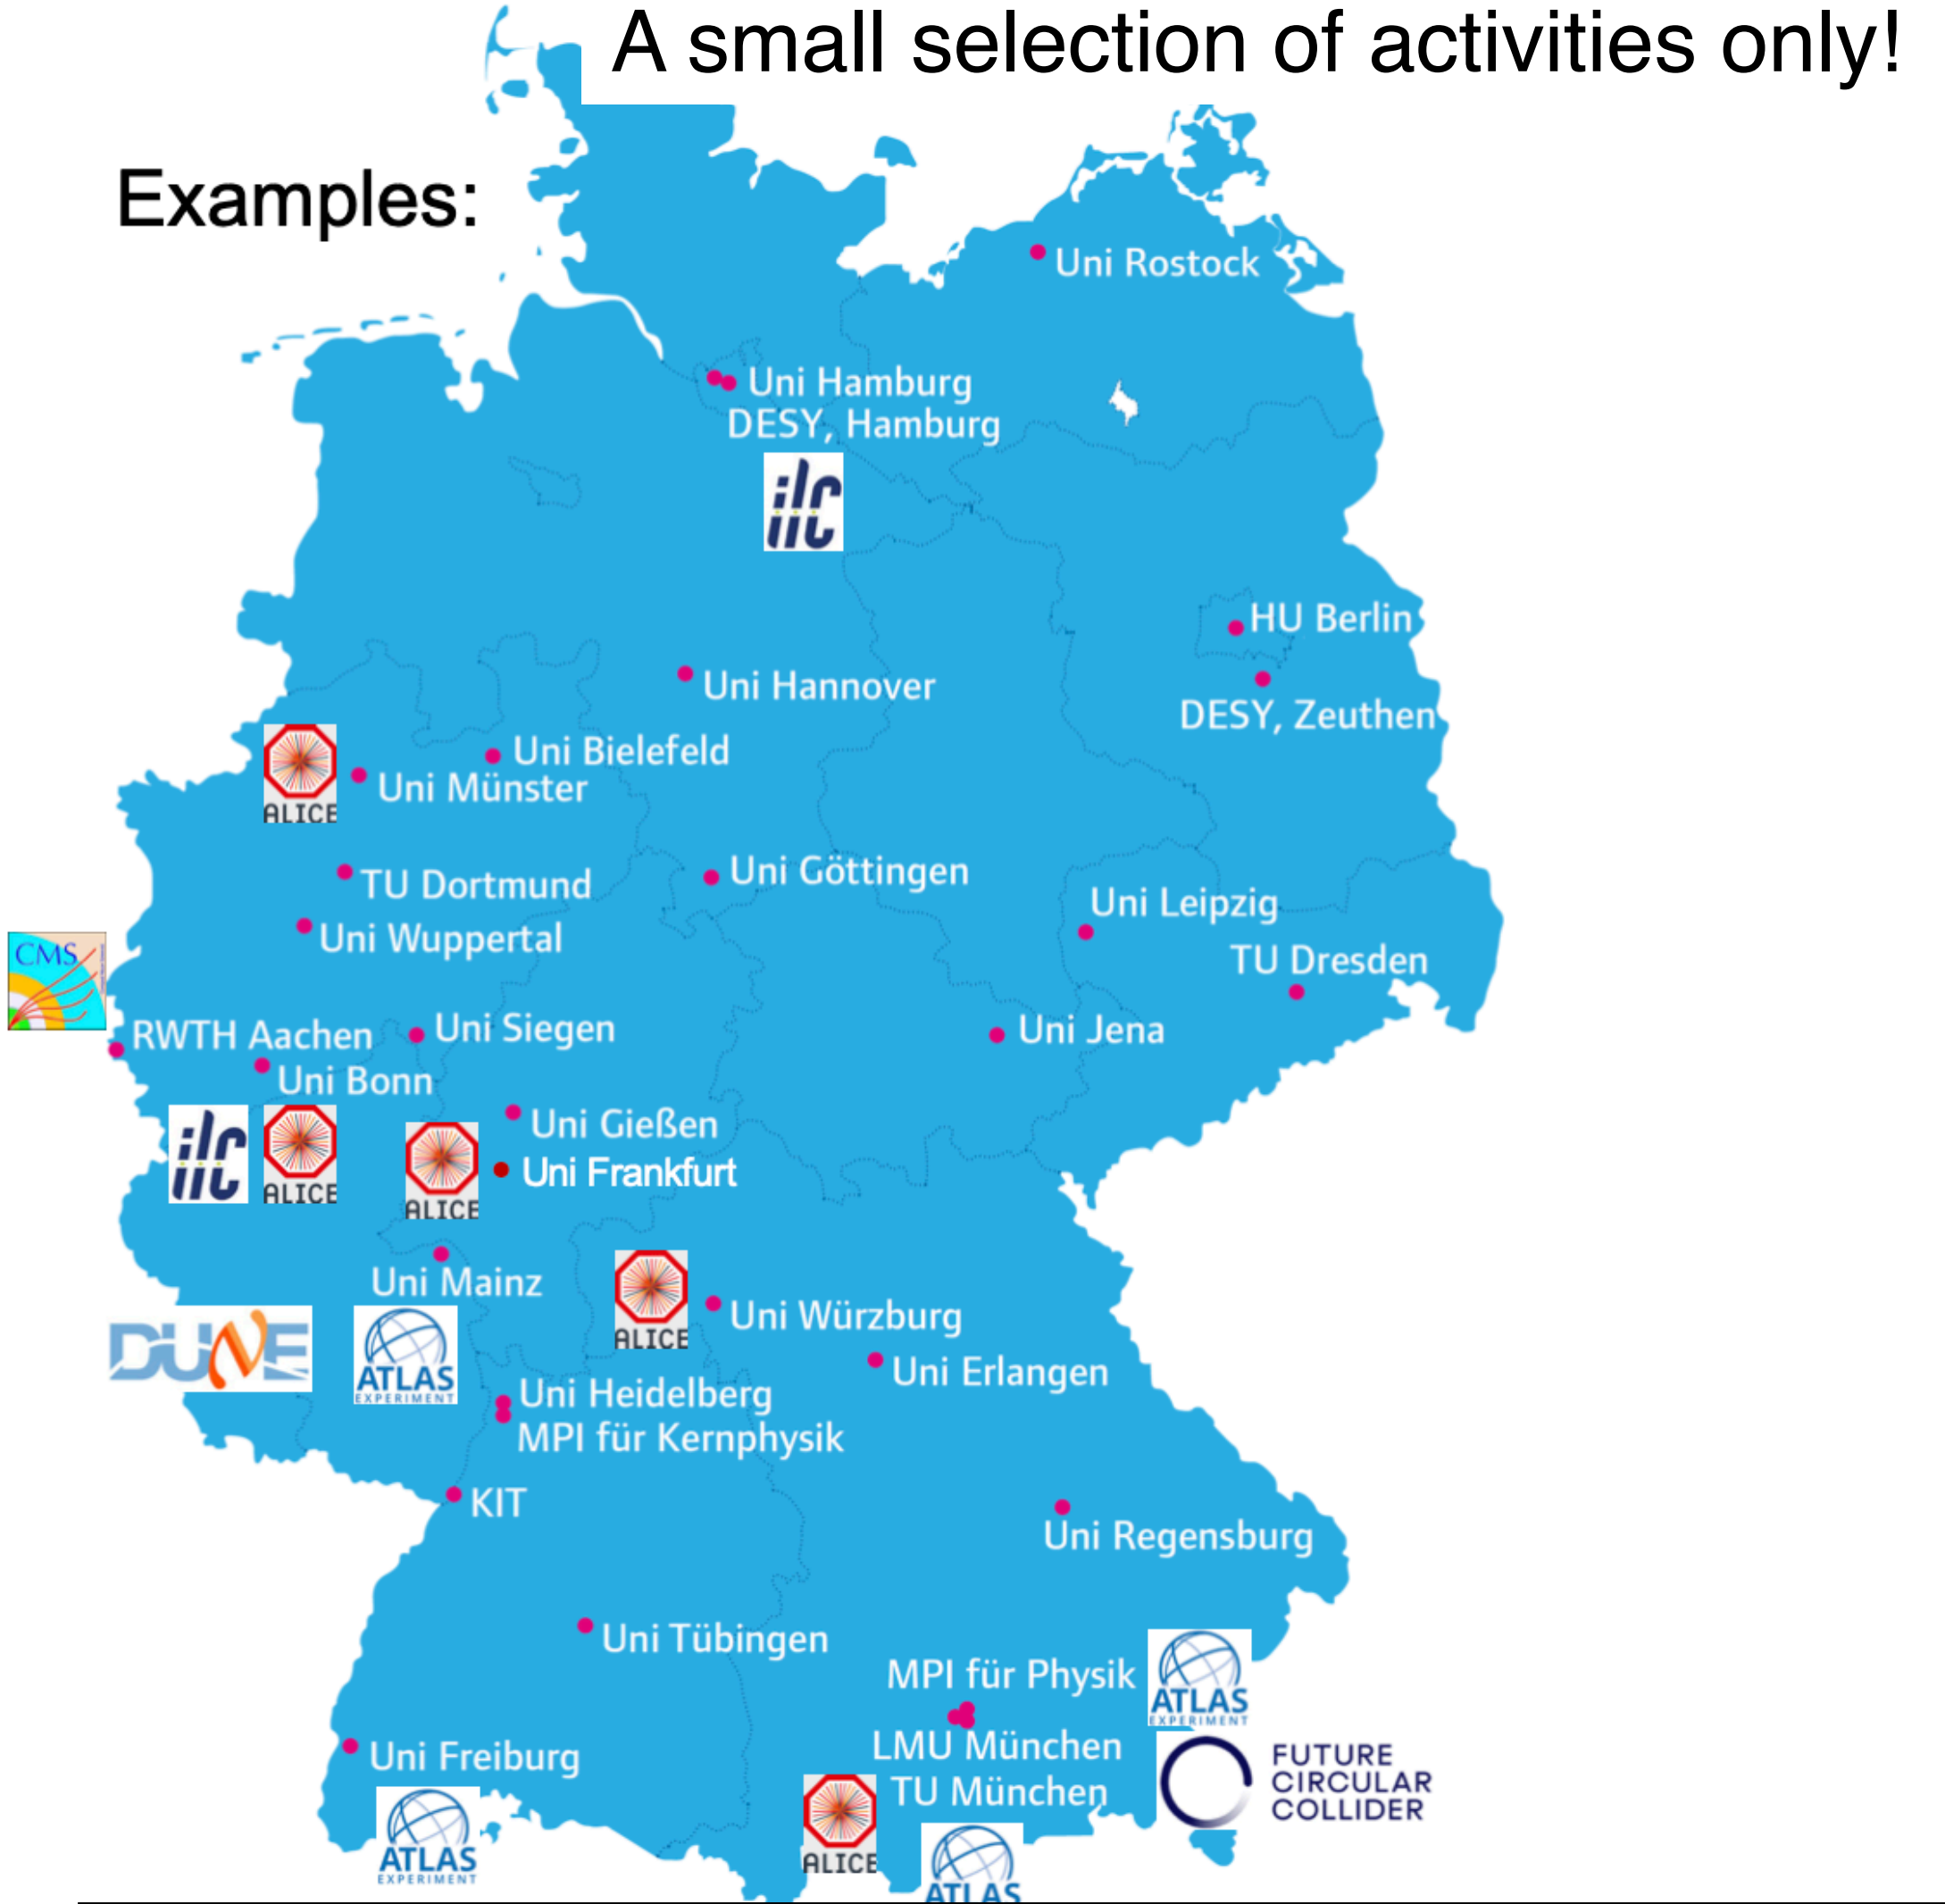 A small selection of activities only!
Examples:
Uni Rostock
Uni Hamburg
DESY, Hamburg
ilc
HU Berlin
DESY, Zeuthen
Uni Hannover
Uni Bielefeld
Uni Münster
ALICE
TU Dortmund
Uni Göttingen
Uni Leipzig
Uni Wuppertal
TU Dresden
CMS
RWTH Aachen
Uni Siegen
Uni Jena
Uni Bonn
ilc
ALICE
Uni Gießen
Uni Frankfurt
ALICE
Uni Mainz
DUNE
ATLAS
EXPERIMENT
ALICE
Uni Würzburg
Uni Erlangen
Uni Heidelberg
MPI für Kernphysik
KIT
Uni Regensburg
Uni Tübingen
MPI für Physik
ATLAS
EXPERIMENT
LMU München
TU München
FUTURE
CIRCULAR
COLLIDER
Uni Freiburg
ATLAS
EXPERIMENT
ALICE
ATLAS